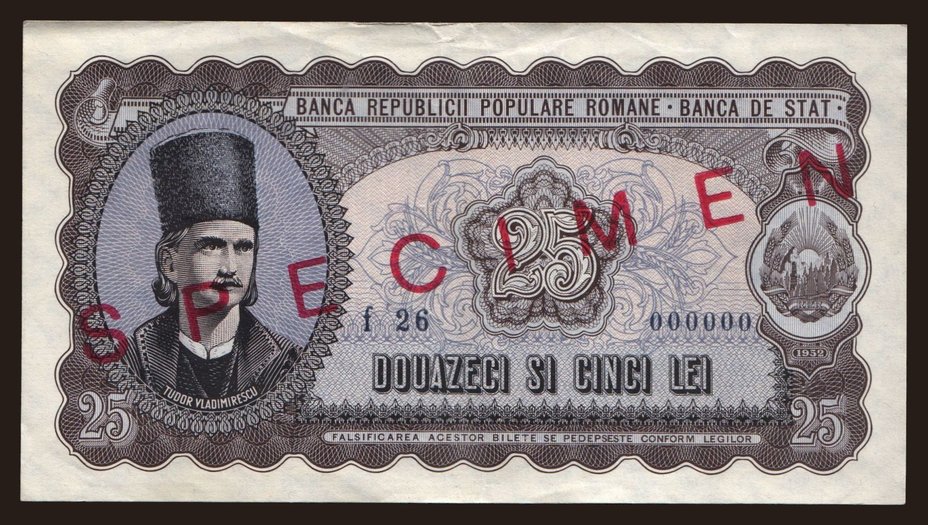 BANCA REPUBLICII POPULARE ROMANE · BANCA DE STAT ·
SPECIMEN
25
f 26 000000
DOUAZECI SI CINCI LEI
1952
TUDOR VLADIMIRESCU
25 25
FALSIFICAREA ACESTOR BILETE SE PEDEPSESTE CONFORM LEGILOR